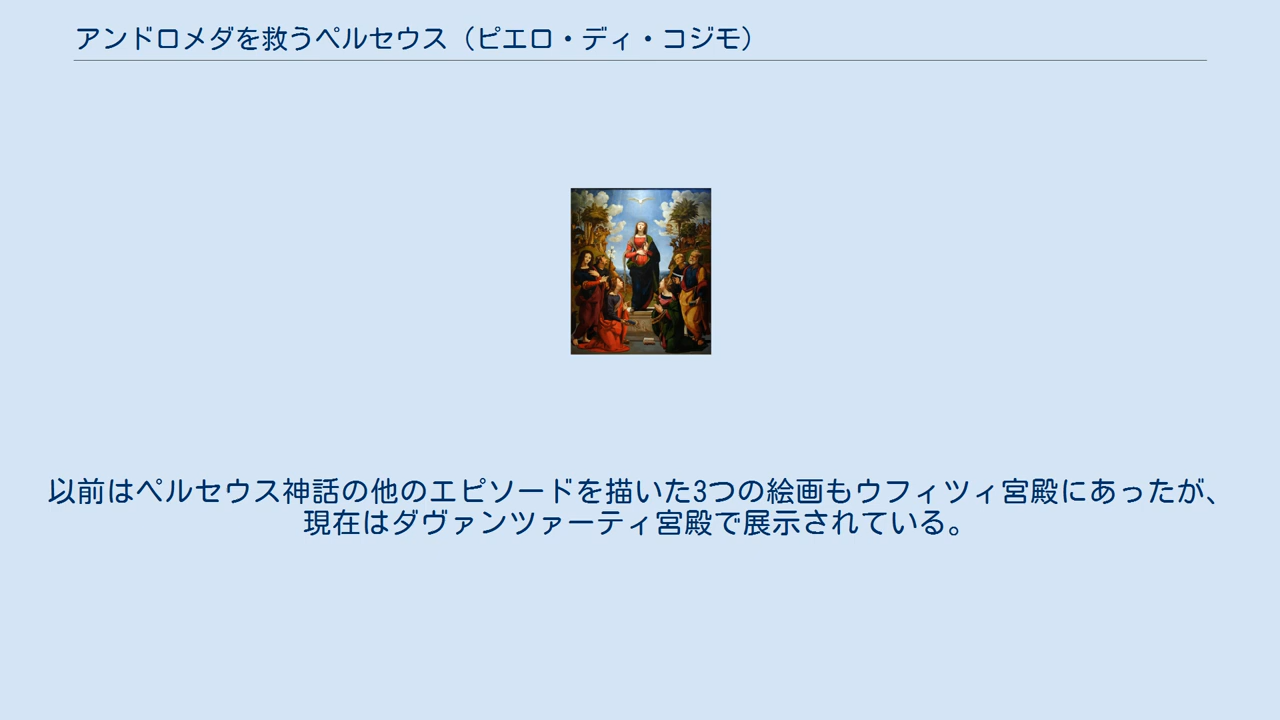 アンドロメダを救うペルセウス（ピエロ・ディ・コジモ）
以前はペルセウス神話の他のエピソードを描いた3つの絵画もウフィツィ宮殿にあったが、
現在はダヴァンツァーティ宮殿で展示されている。